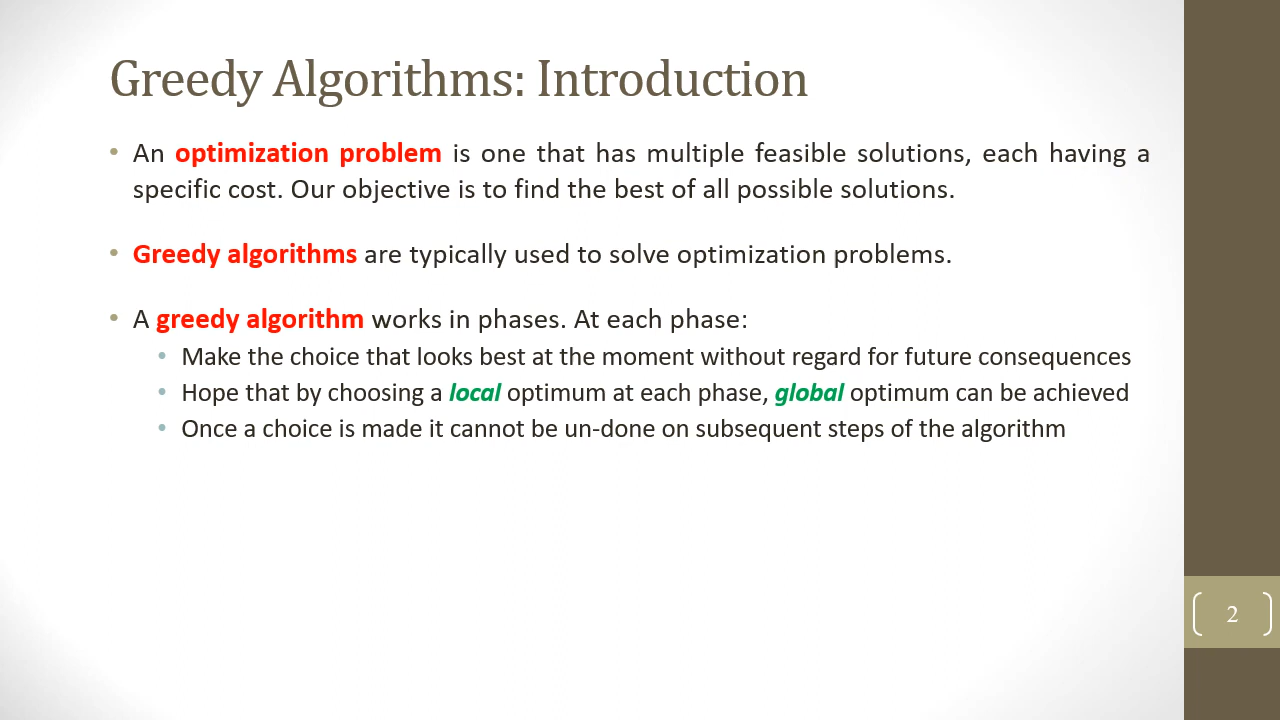 Greedy Algorithms: Introduction
• An optimization problem is one that has multiple feasible solutions, each having a
specific cost. Our objective is to find the best of all possible solutions.
• Greedy algorithms are typically used to solve optimization problems.
• A greedy algorithm works in phases. At each phase:
• Make the choice that looks best at the moment without regard for future consequences
• Hope that by choosing a local optimum at each phase, global optimum can be achieved
• Once a choice is made it cannot be un-done on subsequent steps of the algorithm
2